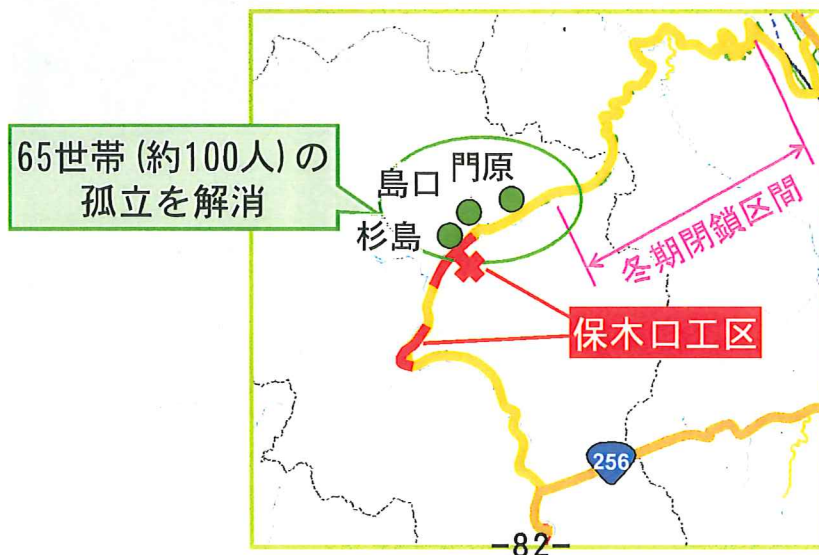 65世帯(約100人)の
孤立を解消
島口
門原
杉島
冬期閉鎖区間
保木口工区
256
-82-